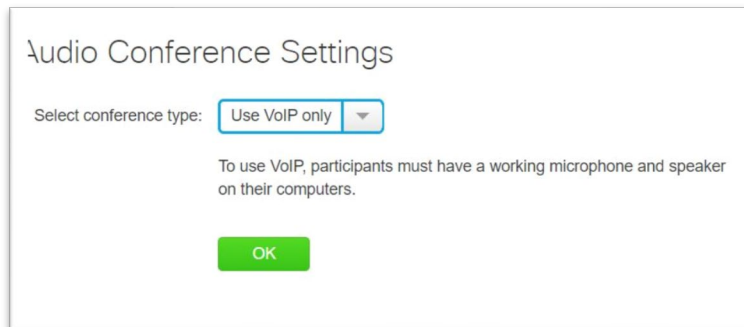 Audio Conference Settings
Select conference type: Use VoIP only
To use VoIP, participants must have a working microphone and speaker
on their computers.
OK